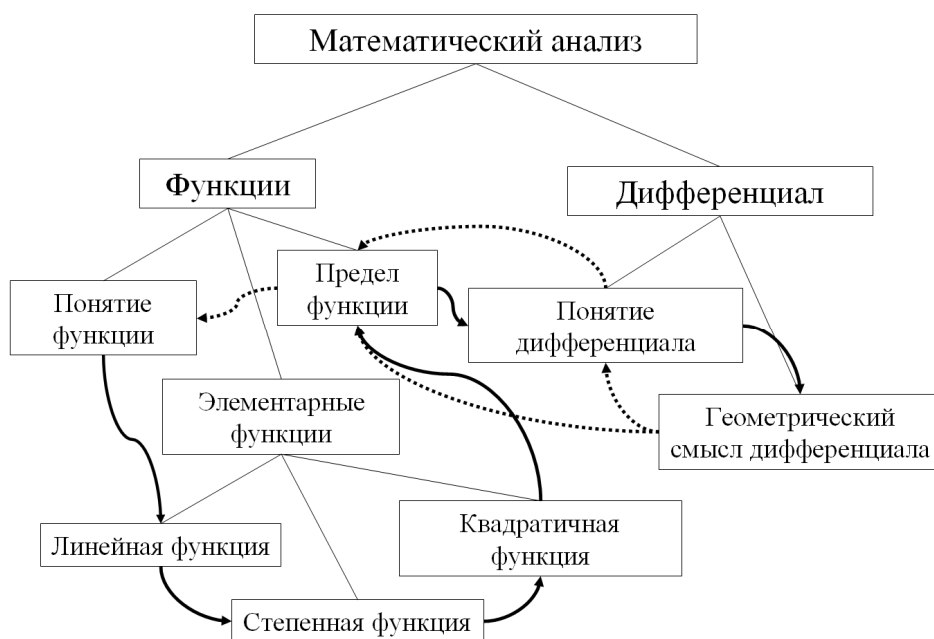 Математический анализ
Функции
Дифференциал
Понятие
функции
Предел
функции
Понятие
дифференциала
Элементарные
функции
Геометрический
смысл дифференциала
Линейная функция
Квадратичная
функция
Степенная функция